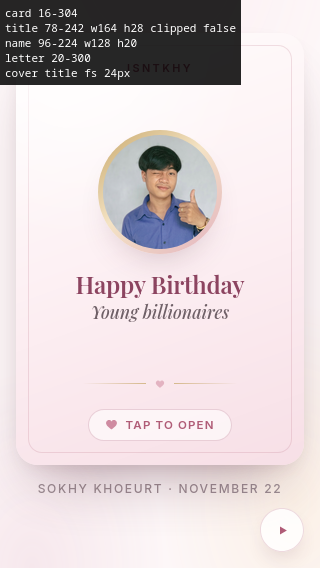 card 16-304
title 78-242 w164 h28 clipped false
name 96-224 w128 h20
letter 20-300
cover title fs 24px
JSNTKHY
Happy Birthday
Young billionaires
TAP TO OPEN
SOKHY KHOEURT · NOVEMBER 22